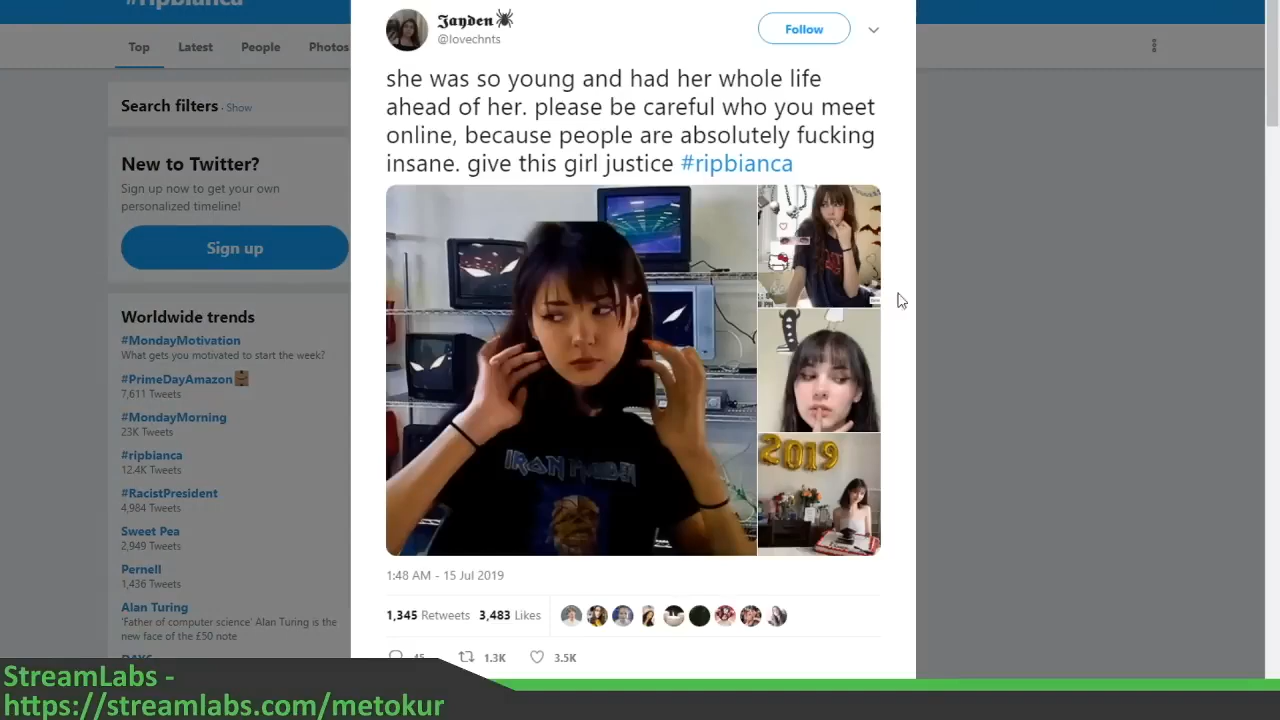 #ripbianca
Top Latest People Photos
Search filters · Show
New to Twitter?
Sign up now to get your own
personalized timeline!
Sign up
Worldwide trends
#MondayMotivation
What gets you motivated to start the week?
#PrimeDayAmazon
7,611 Tweets
#MondayMorning
23K Tweets
#ripbianca
12.4K Tweets
#RacistPresident
4,984 Tweets
Sweet Pea
2,949 Tweets
Pernell
1,436 Tweets
Alan Turing
'Father of computer science' Alan Turing is the
new face of the £50 note
Jayden
@lovechnts
Follow
she was so young and had her whole life
ahead of her. please be careful who you meet
online, because people are absolutely fucking
insane. give this girl justice #ripbianca
IRON MAIDEN
2019
1:48 AM - 15 Jul 2019
1,345 Retweets 3,483 Likes
45 1.3K 3.5K
StreamLabs -
https://streamlabs.com/metokur